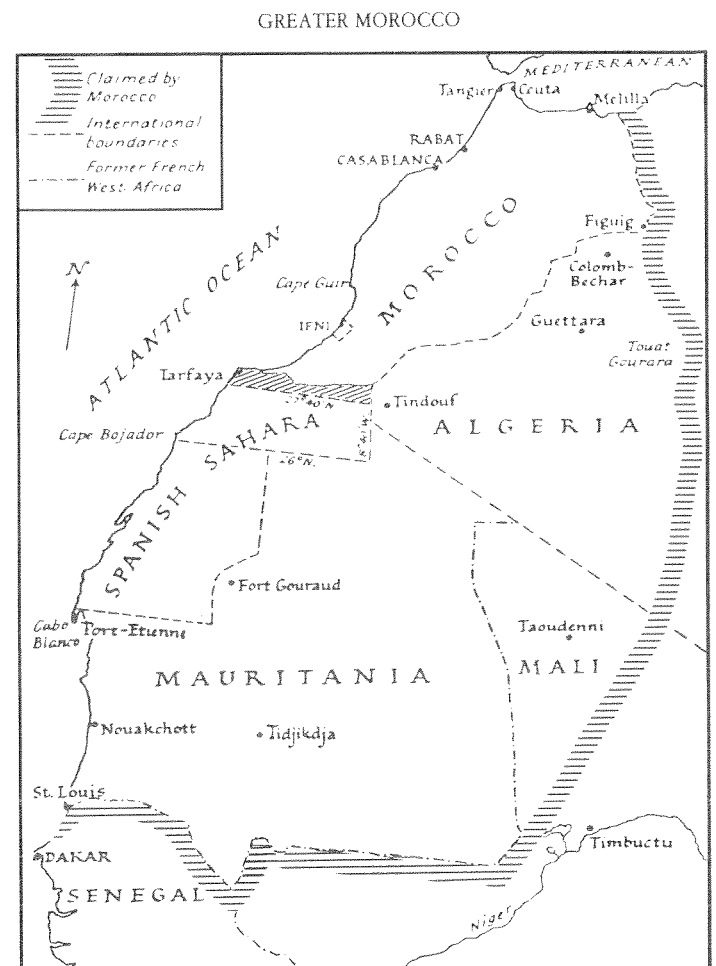 GREATER MOROCCO
Claimed by
Morocco
International
boundaries
Former French
West Africa
MEDITERRANEAN
Tangier
Ceuta
Melilla
RABAT
CASABLANCA
MOROCCO
Figuig
Colomb-
Bechar
N
ATLANTIC OCEAN
Cape Guir
IFNI
Guettara
Touat
Gourara
Tarfaya
Tindouf
ALGERIA
Cape Bojador
SPANISH SAHARA
Fort Gouraud
Cabo
Blanco
Port-Etienne
Taoudenni
MALI
MAURITANIA
Nouakchott
Tidjikdja
St. Louis
Timbuctu
DAKAR
SENEGAL
Niger